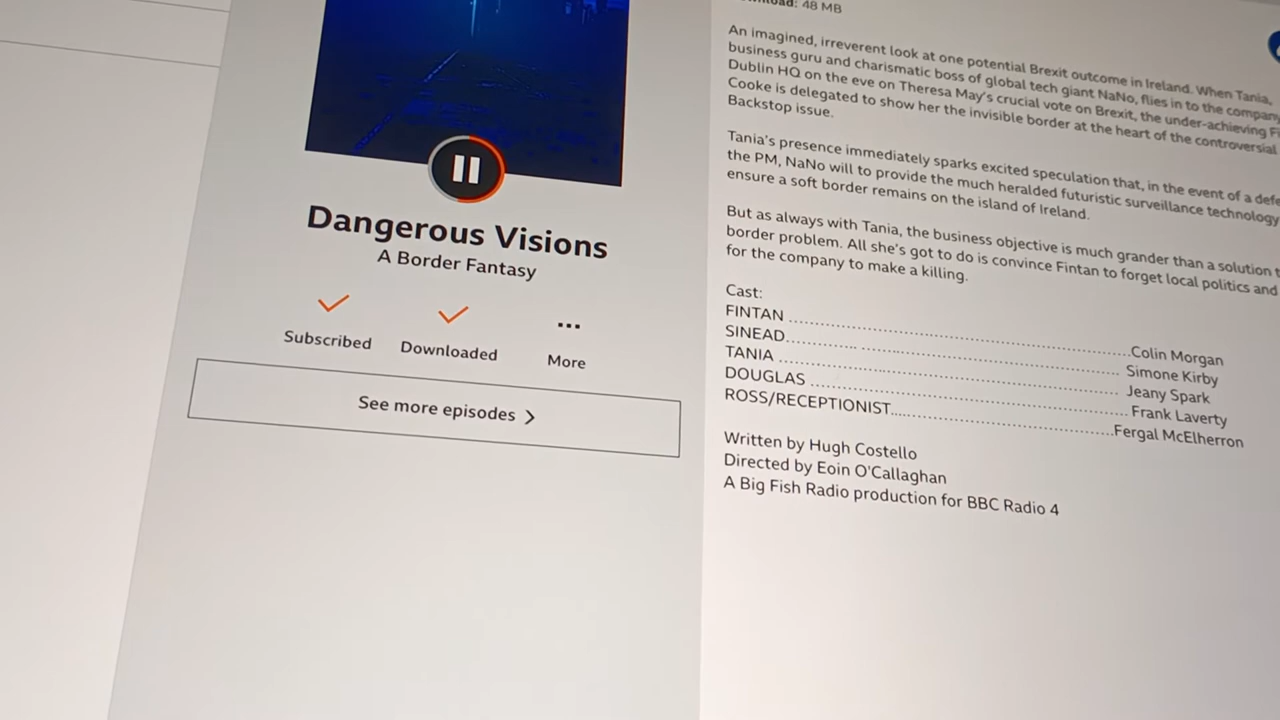 Dangerous Visions
A Border Fantasy
Subscribed
Downloaded
More
See more episodes
48 MB
An imagined, irreverent look at one potential Brexit outcome in Ireland. When Tania,
business guru and charismatic boss of global tech giant NaNo, flies in to the company
Dublin HQ on the eve on Theresa May's crucial vote on Brexit, the under-achieving
Cooke is delegated to show her the invisible border at the heart of the controversial
Backstop issue.
Tania's presence immediately sparks excited speculation that, in the event of a
the PM, NaNo will to provide the much heralded futuristic surveillance technology
ensure a soft border remains on the island of Ireland.
But as always with Tania, the business objective is much grander than a solution
border problem. All she's got to do is convince Fintan to forget local politics and
for the company to make a killing.
Cast:
FINTAN ........................................................Colin Morgan
SINEAD............ ........................................... Simone Kirby
TANIA ........................................................ Jeany Spark
DOUGLAS .................................................... Frank Laverty
ROSS/RECEPTIONIST.......................................Fergal McElherron
Written by Hugh Costello
Directed by Eoin O'Callaghan
A Big Fish Radio production for BBC Radio 4